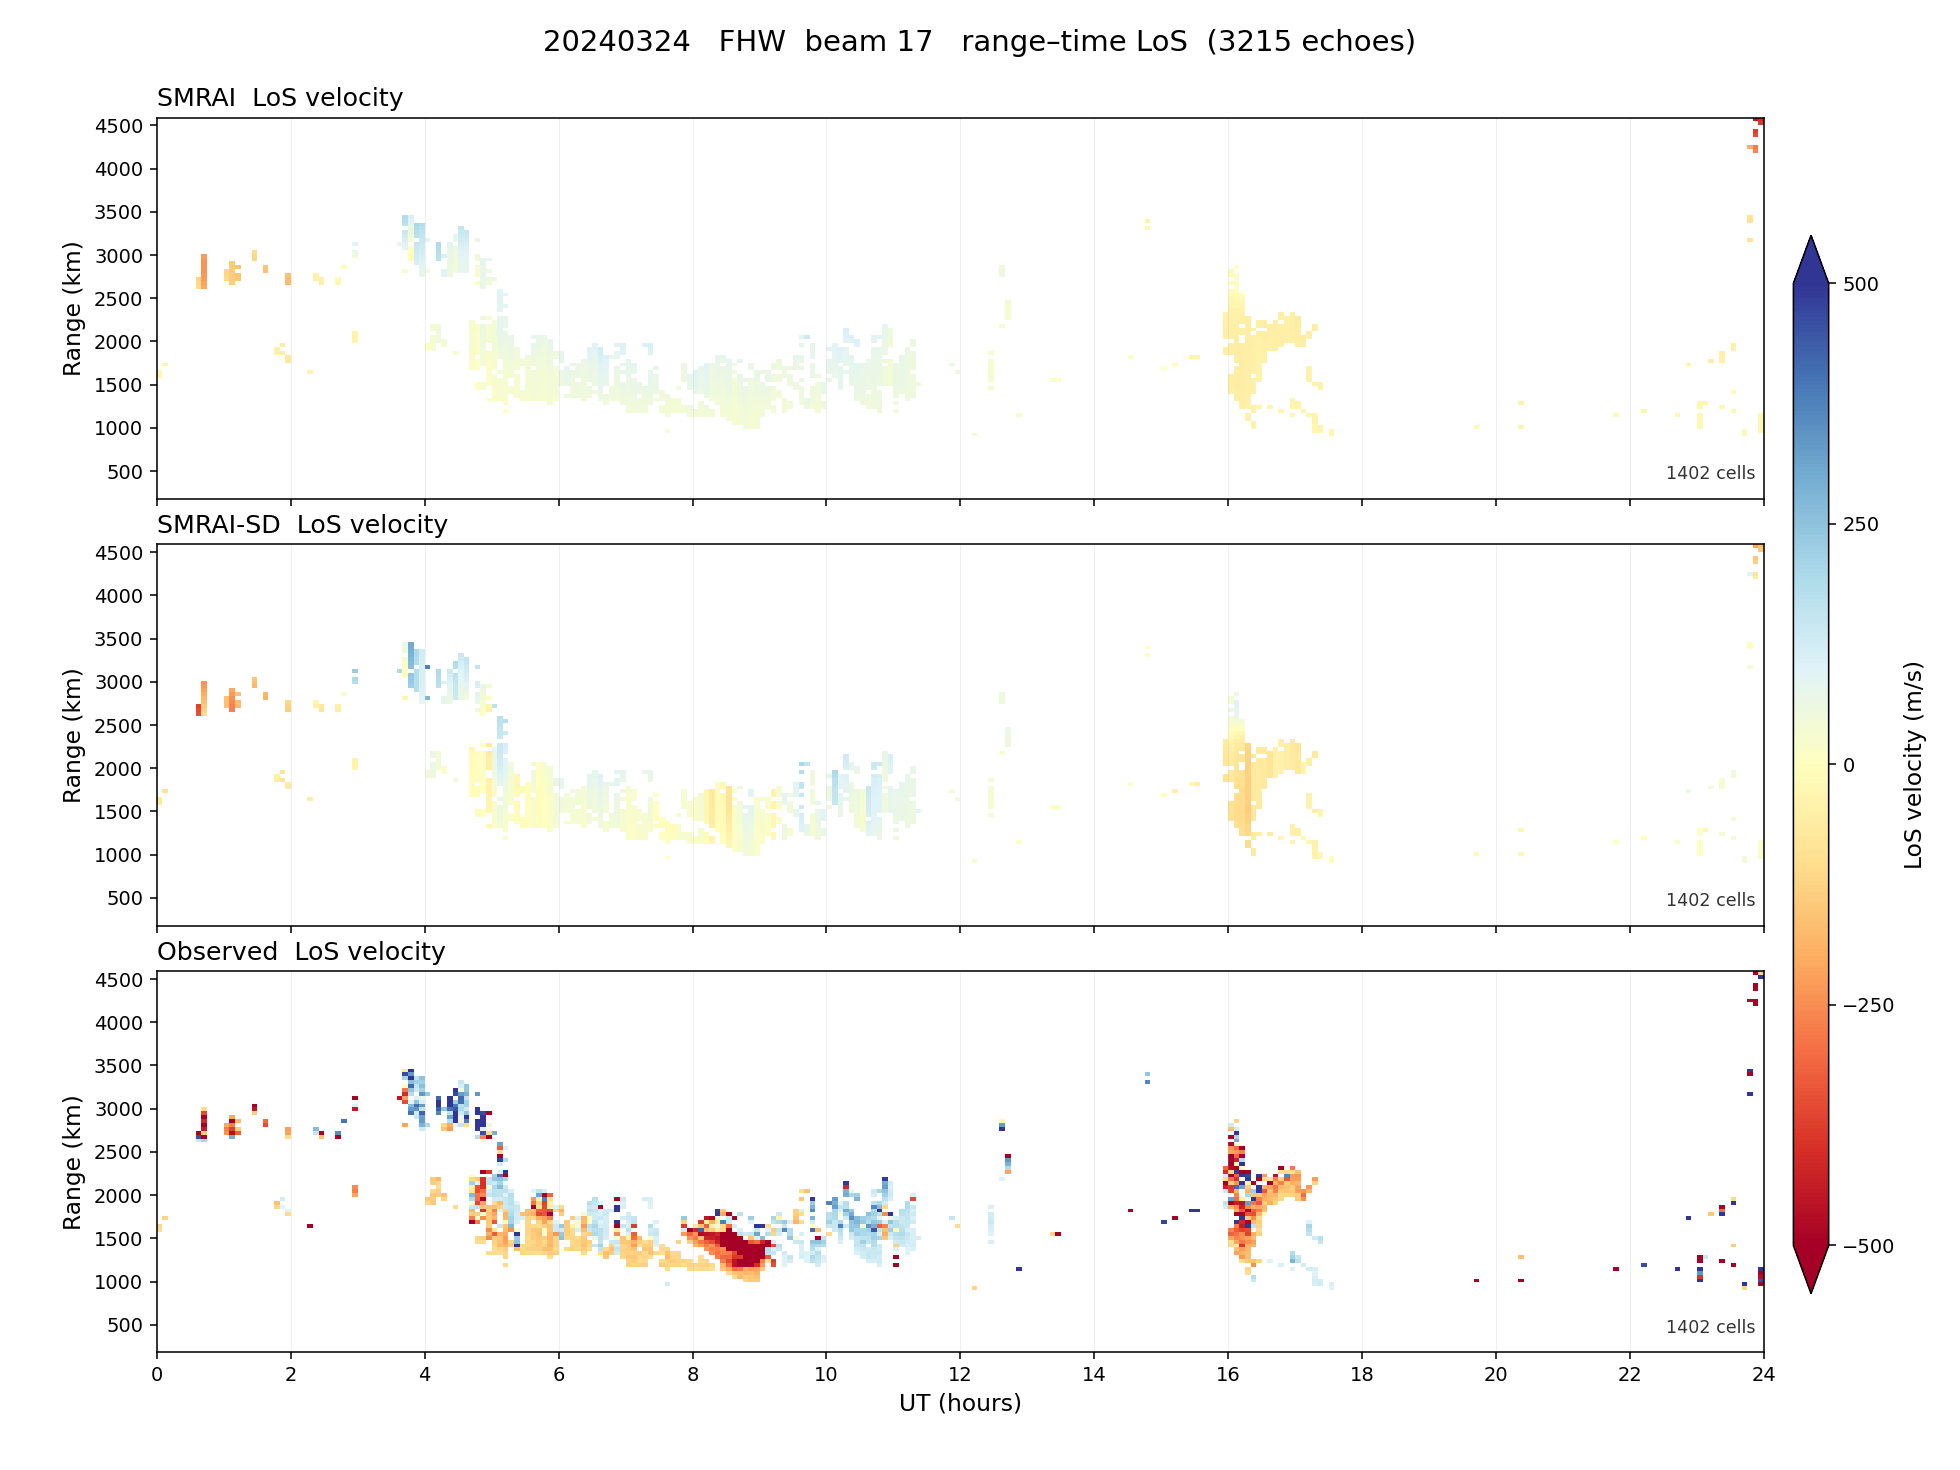 20240324   FHW  beam 17   range–time LoS  (3215 echoes)
SMRAI  LoS velocity
4500
4000
3500
3000
2500
2000
1500
1000
500
Range (km)
1402 cells
SMRAI-SD  LoS velocity
4500
4000
3500
3000
2500
2000
1500
1000
500
Range (km)
1402 cells
Observed  LoS velocity
4500
4000
3500
3000
2500
2000
1500
1000
500
Range (km)
1402 cells
0 2 4 6 8 10 12 14 16 18 20 22 24
UT (hours)
500
250
0
−250
−500
LoS velocity (m/s)